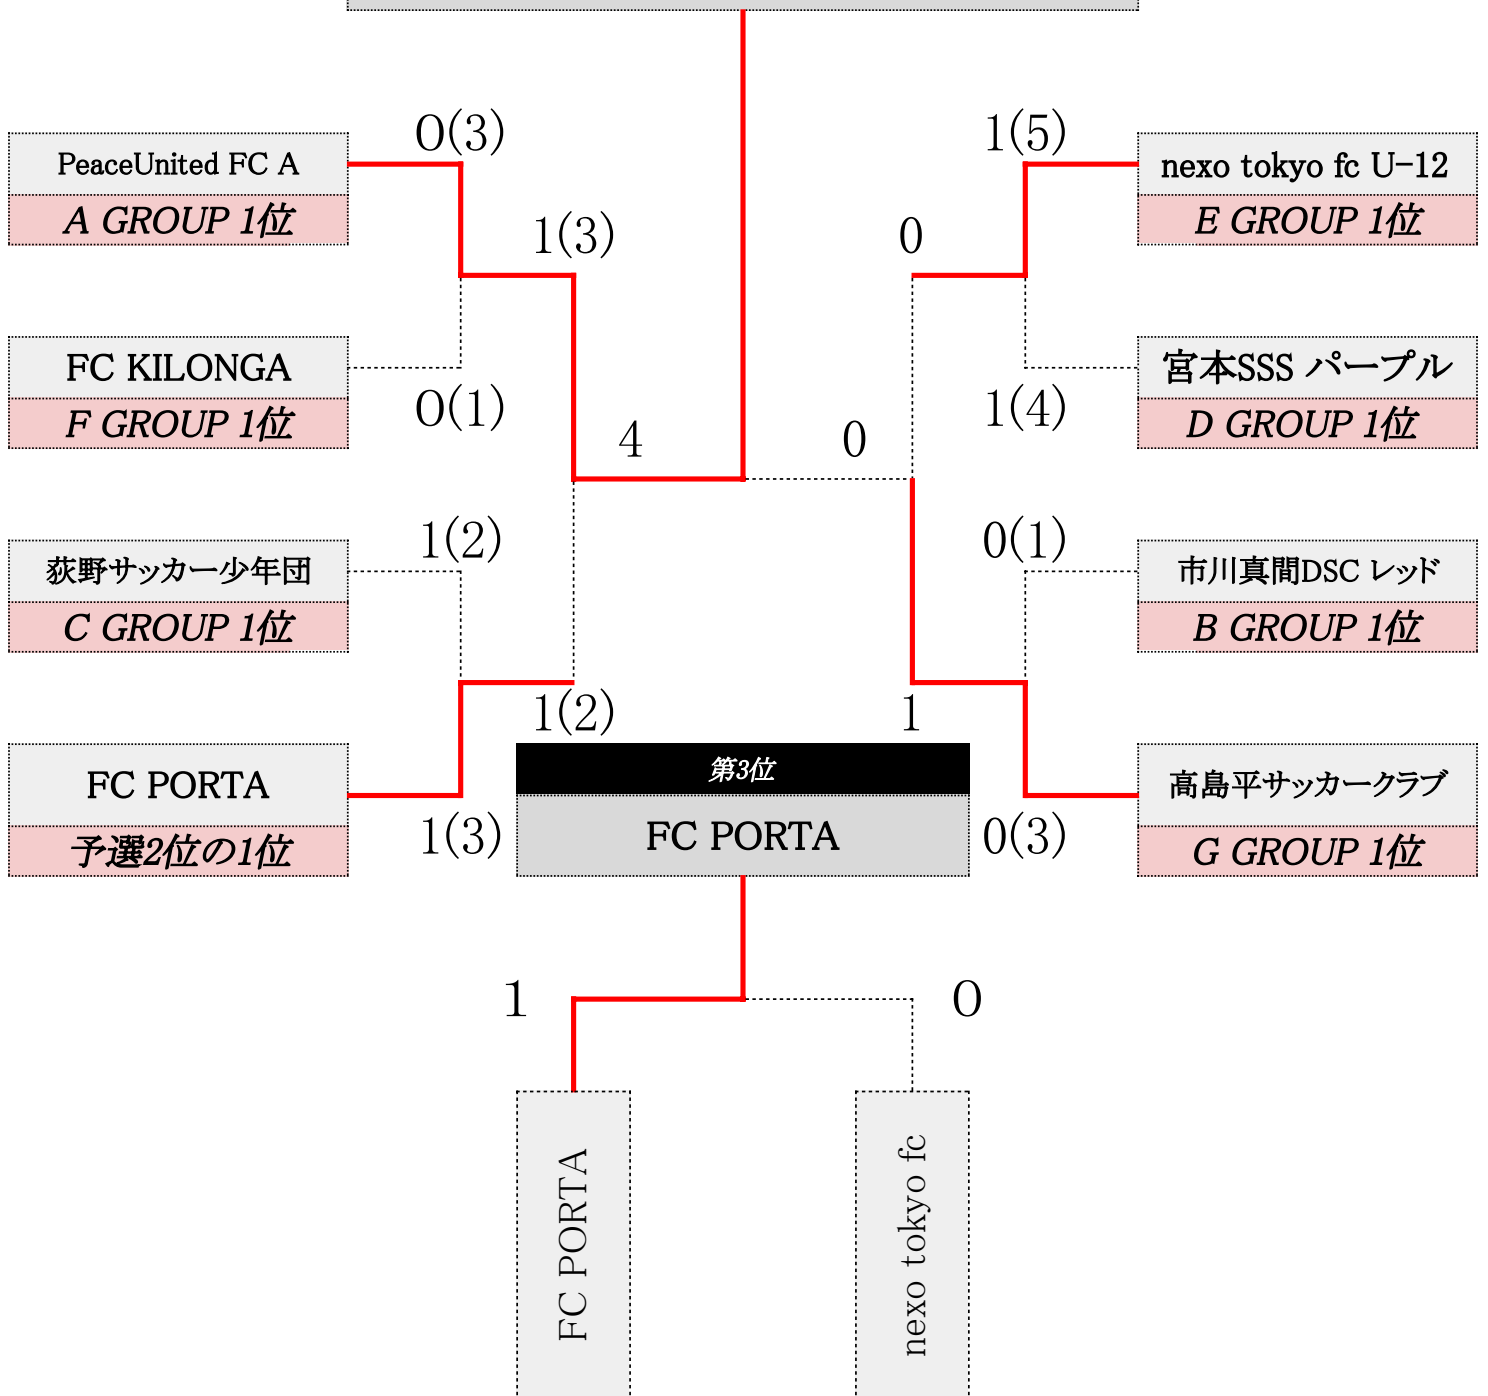 0(3)
1(5)
PeaceUnited FC A
A GROUP 1位
nexo tokyo fc U-12
E GROUP 1位
1(3)
0
FC KILONGA
F GROUP 1位
宮本SSS パープル
D GROUP 1位
0(1)
1(4)
4
0
1(2)
0(1)
荻野サッカー少年団
C GROUP 1位
市川真間DSC レッド
B GROUP 1位
1(2)
1
FC PORTA
予選2位の1位
第3位
FC PORTA
高島平サッカークラブ
G GROUP 1位
1(3)
0(3)
1
0
FC PORTA
nexo tokyo fc